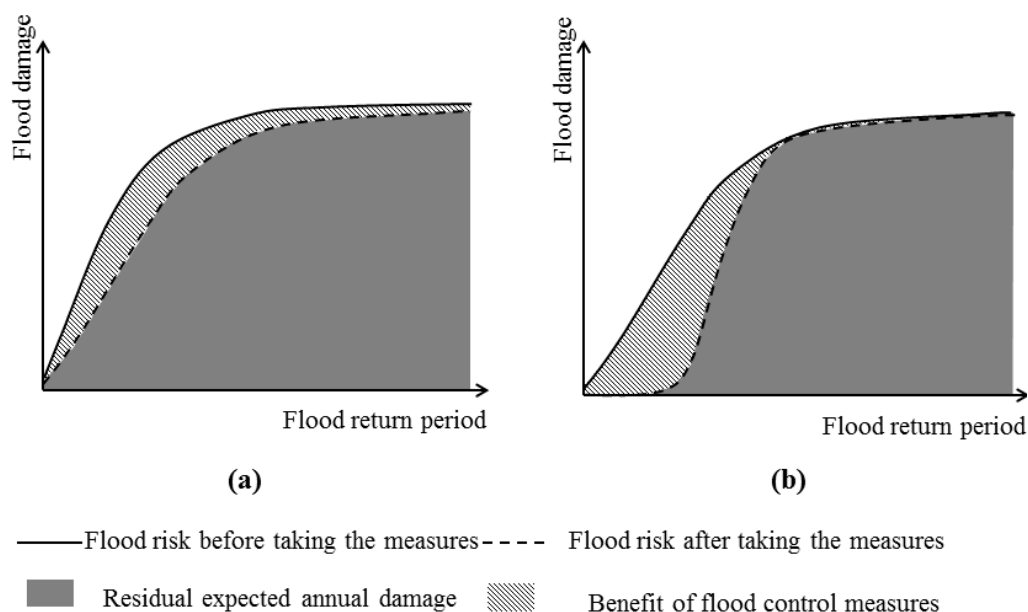 Flood damage
Flood return period
(a)
Flood damage
Flood return period
(b)
Flood risk before taking the measures
Flood risk after taking the measures
Residual expected annual damage
Benefit of flood control measures